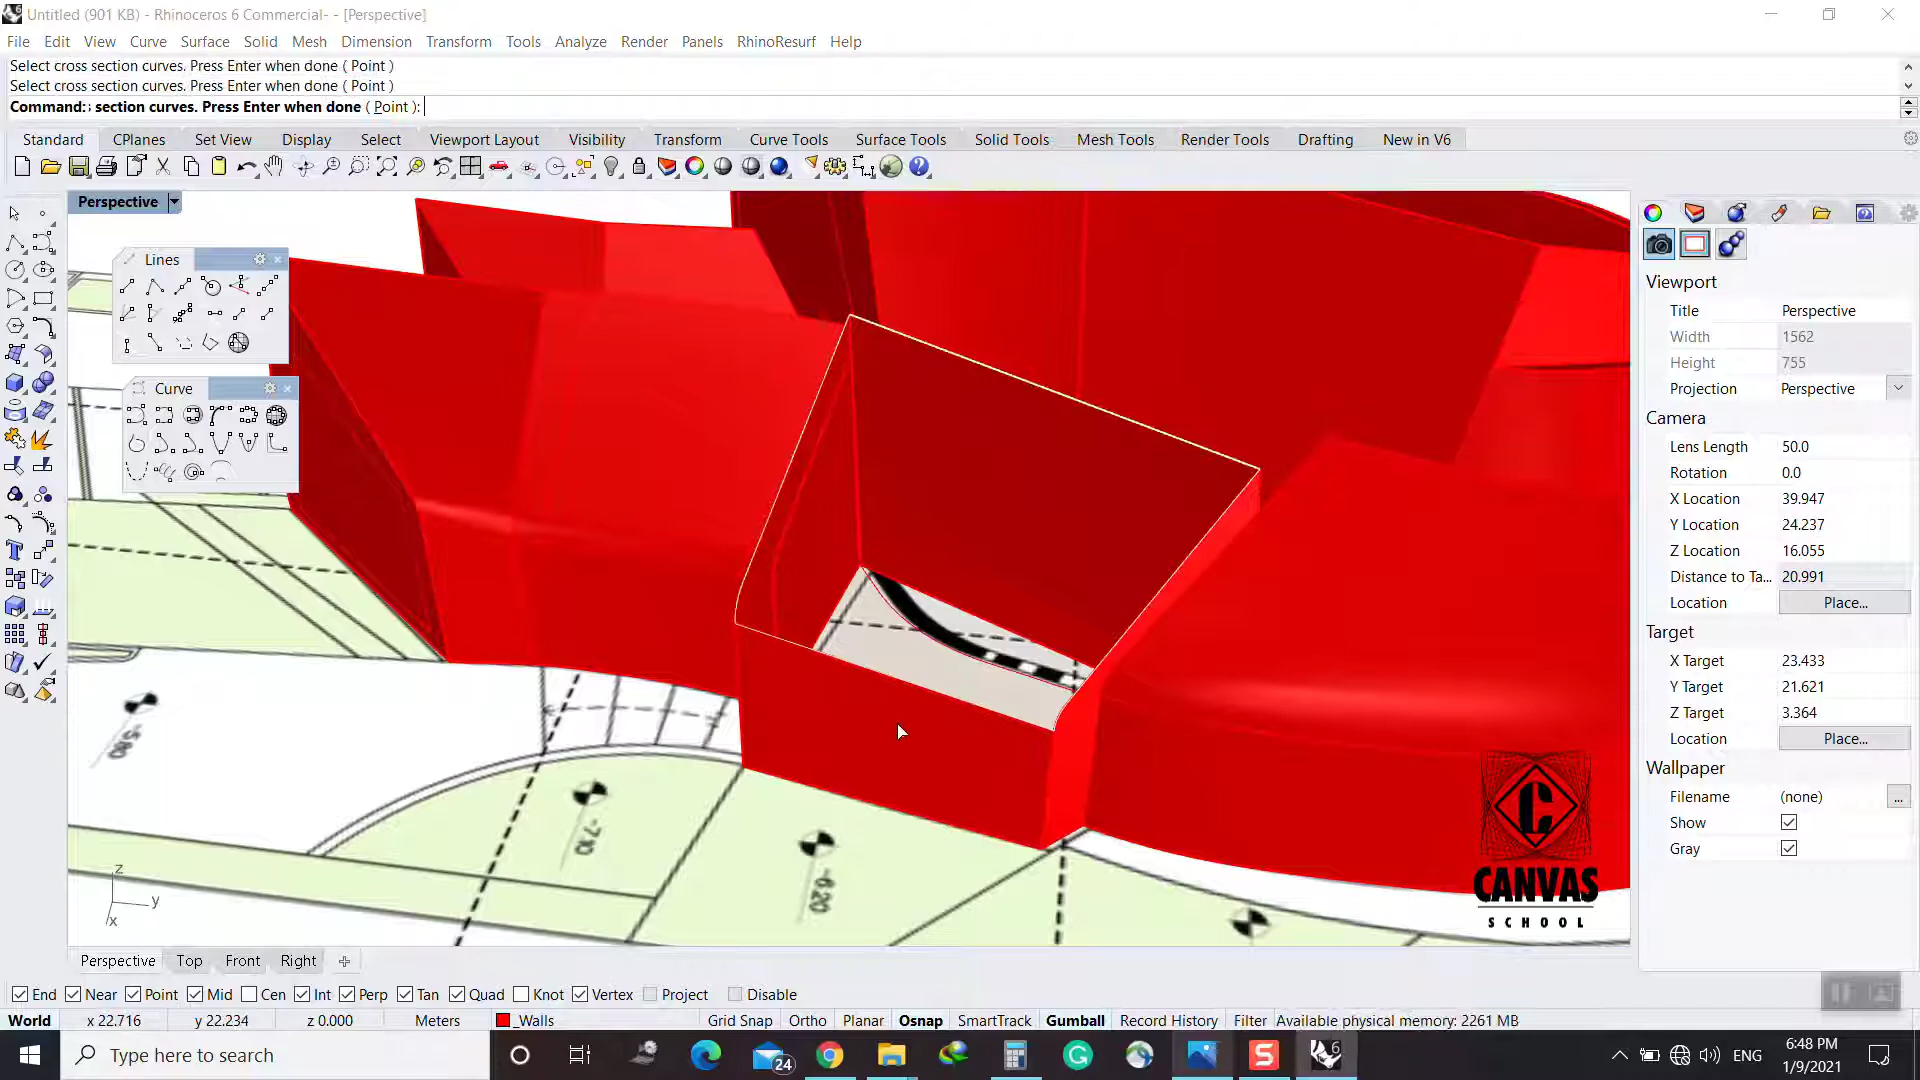 Untitled (901 KB) - Rhinoceros 6 Commercial- - [Perspective]
File Edit View Curve Surface Solid Mesh Dimension Transform Tools Analyze Render Panels RhinoResurf Help
Select cross section curves. Press Enter when done ( Point )
Select cross section curves. Press Enter when done ( Point )
Command: section curves. Press Enter when done ( Point ):
Standard CPlanes Set View Display Select Viewport Layout Visibility Transform Curve Tools Surface Tools Solid Tools Mesh Tools Render Tools Drafting New in V6
Perspective
Lines
Curve
Viewport
Title Perspective
Width 1562
Height 755
Projection Perspective
Camera
Lens Length 50.0
Rotation 0.0
X Location 39.947
Y Location 24.237
Z Location 16.055
Distance to Ta... 20.991
Location Place...
Target
X Target 23.433
Y Target 21.621
Z Target 3.364
Location Place...
Wallpaper
Filename (none) ...
Show
Gray
-5.80
-7.10
-6.20
z
y
x
CANVAS
SCHOOL
Perspective Top Front Right
End Near Point Mid Cen Int Perp Tan Quad Knot Vertex Project Disable
World x 22.716 y 22.234 z 0.000 Meters _Walls Grid Snap Ortho Planar Osnap SmartTrack Gumball Record History Filter Available physical memory: 2261 MB
Type here to search
24
6
ENG
6:48 PM
1/9/2021